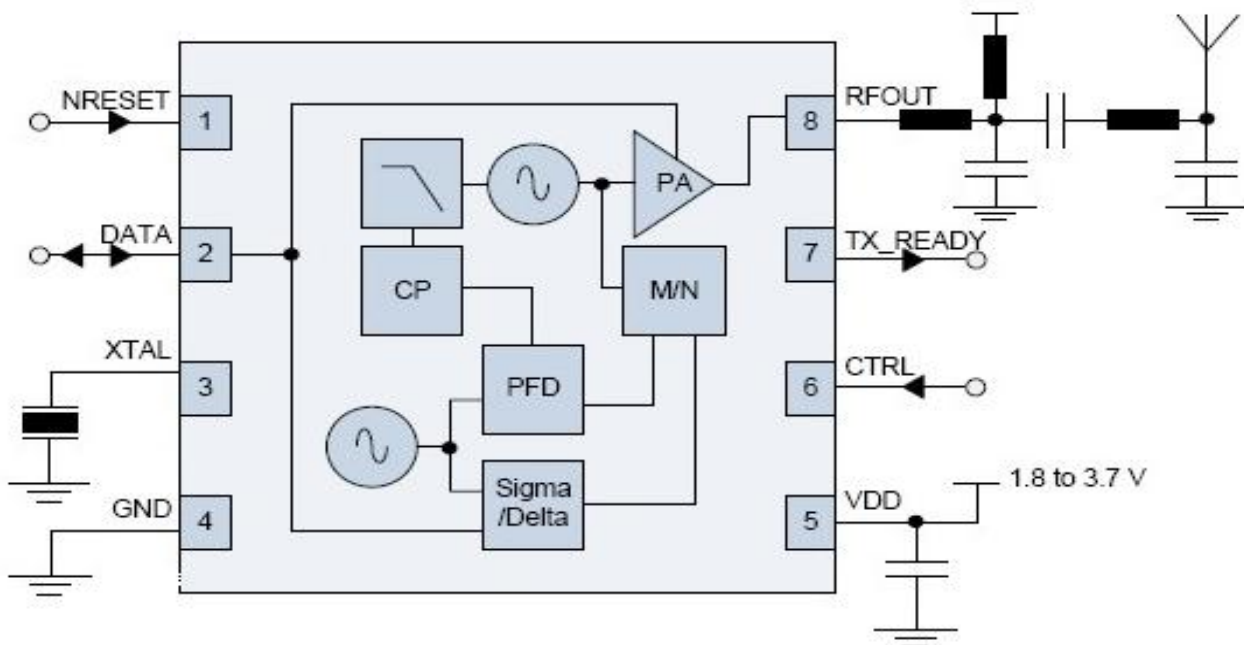 NRESET
1
DATA
2
XTAL
3
GND
4
CP
PA
M/N
PFD
Sigma
/Delta
RFOUT
8
TX_READY
7
CTRL
6
1.8 to 3.7 V
VDD
5